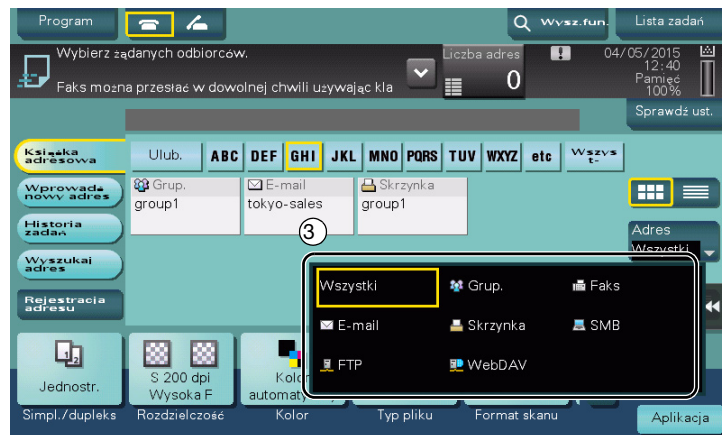 Program
Wysz.fun.
Lista zadań
Wybierz żądanych odbiorców.
Faks można przesłać w dowolnej chwili używając kla
Liczba adres
0
04/05/2015
12:40
Pamięć
100%
Sprawdź ust.
Książka
adresowa
Ulub.
ABC
DEF
GHI
JKL
MNO
PQRS
TUV
WXYZ
etc
Wszys
t-
Wprowadź
nowy adres
Grup.
group1
E-mail
tokyo-sales
Skrzynka
group1
Historia
zadań
3
Adres
Wszystki
Wyszukaj
adres
Rejestracja
adresu
Wszystki
Grup.
Faks
E-mail
Skrzynka
SMB
FTP
WebDAV
Jednostr.
S 200 dpi
Wysoka F
Kolor
automaty
Simpl./dupleks
Rozdzielczość
Kolor
Typ pliku
Format skanu
Aplikacja